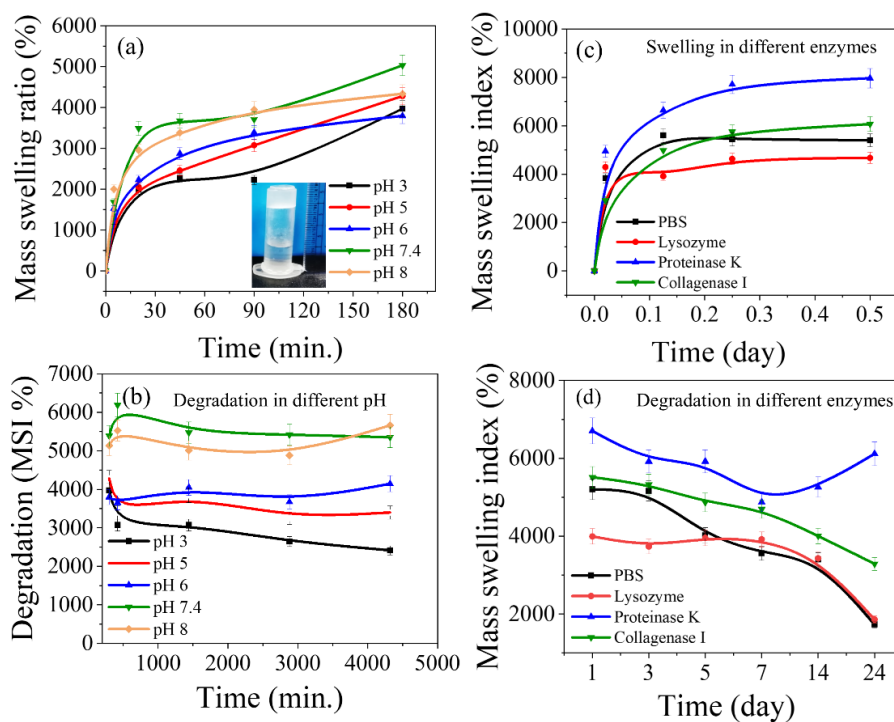 (a)
Mass swelling ratio (%)
5000
4000
3000
2000
1000
0
pH 3
pH 5
pH 6
pH 7.4
pH 8
0 30 60 90 120 150 180
Time (min.)
(c)
Swelling in different enzymes
Mass swelling index (%)
10000
8000
6000
4000
2000
0
PBS
Lysozyme
Proteinase K
Collagenase I
0.0 0.1 0.2 0.3 0.4 0.5
Time (day)
(b)
Degradation in different pH
Degradation (MSI %)
7000
6000
5000
4000
3000
2000
1000
0
pH 3
pH 5
pH 6
pH 7.4
pH 8
1000 2000 3000 4000 5000
Time (min.)
(d)
Degradation in different enzymes
Mass swelling index (%)
8000
6000
4000
2000
PBS
Lysozyme
Proteinase K
Collagenase I
1 3 5 7 14 24
Time (day)